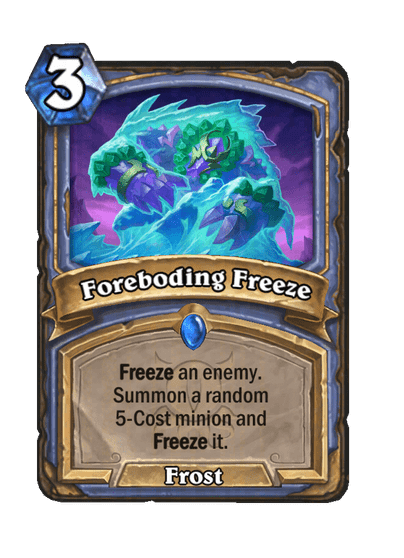 3
Foreboding Freeze
Freeze an enemy.
Summon a random
5-Cost minion and
Freeze it.
Frost